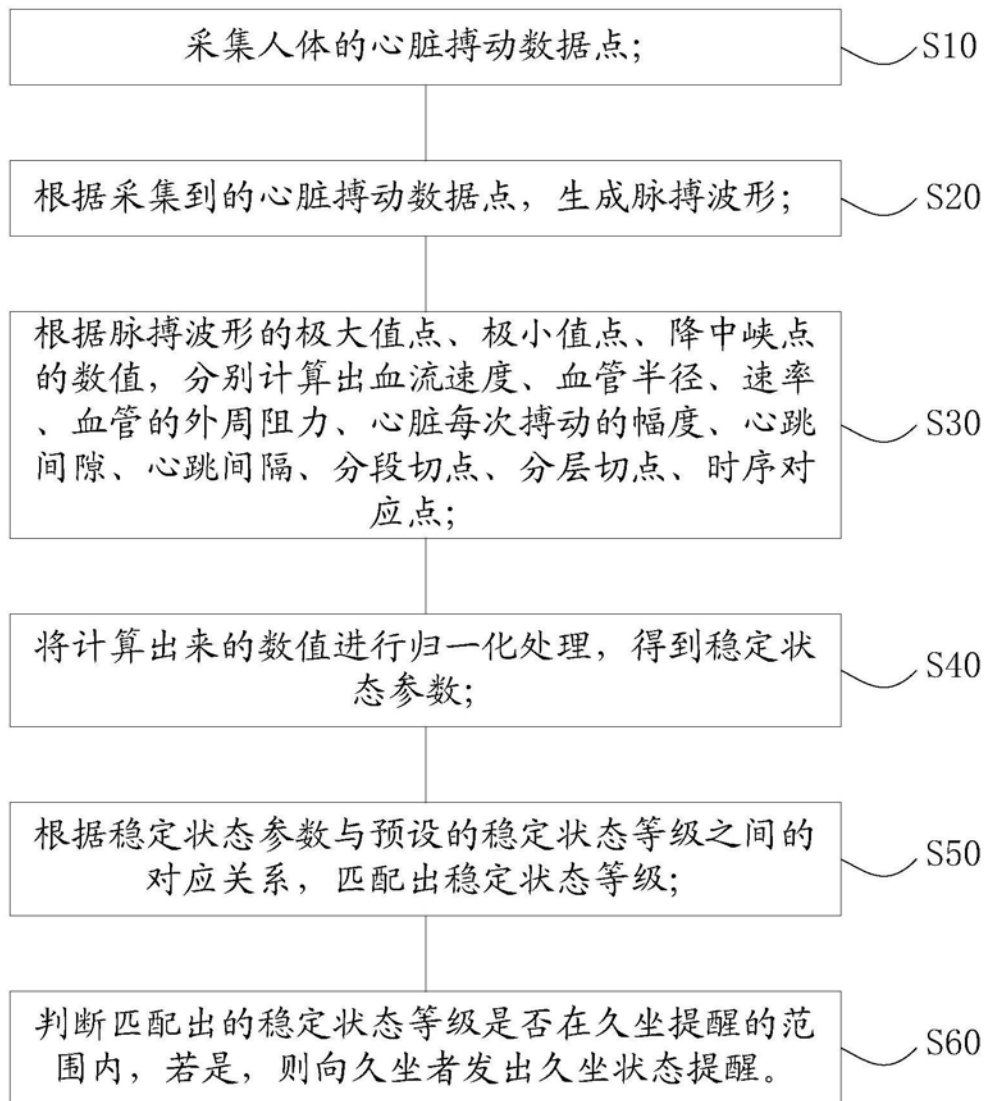 采集人体的心脏搏动数据点；
S10
根据采集到的心脏搏动数据点，生成脉搏波形；
S20
根据脉搏波形的极大值点、极小值点、降中峡点
的数值，分别计算出血流速度、血管半径、速率
、血管的外周阻力、心脏每次搏动的幅度、心跳
间隙、心跳间隔、分段切点、分层切点、时序对
应点；
S30
将计算出来的数值进行归一化处理，得到稳定状
态参数；
S40
根据稳定状态参数与预设的稳定状态等级之间的
对应关系，匹配出稳定状态等级；
S50
判断匹配出的稳定状态等级是否在久坐提醒的范
围内，若是，则向久坐者发出久坐状态提醒。
S60